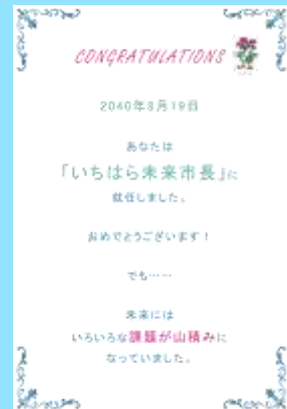 CONGRATULATIONS
2040年8月19日
あなたは
「いちはら未来市長」に
就任しました。
おめでとうございます！
でも……
未来には
いろいろな課題が山積みに
なっていました。